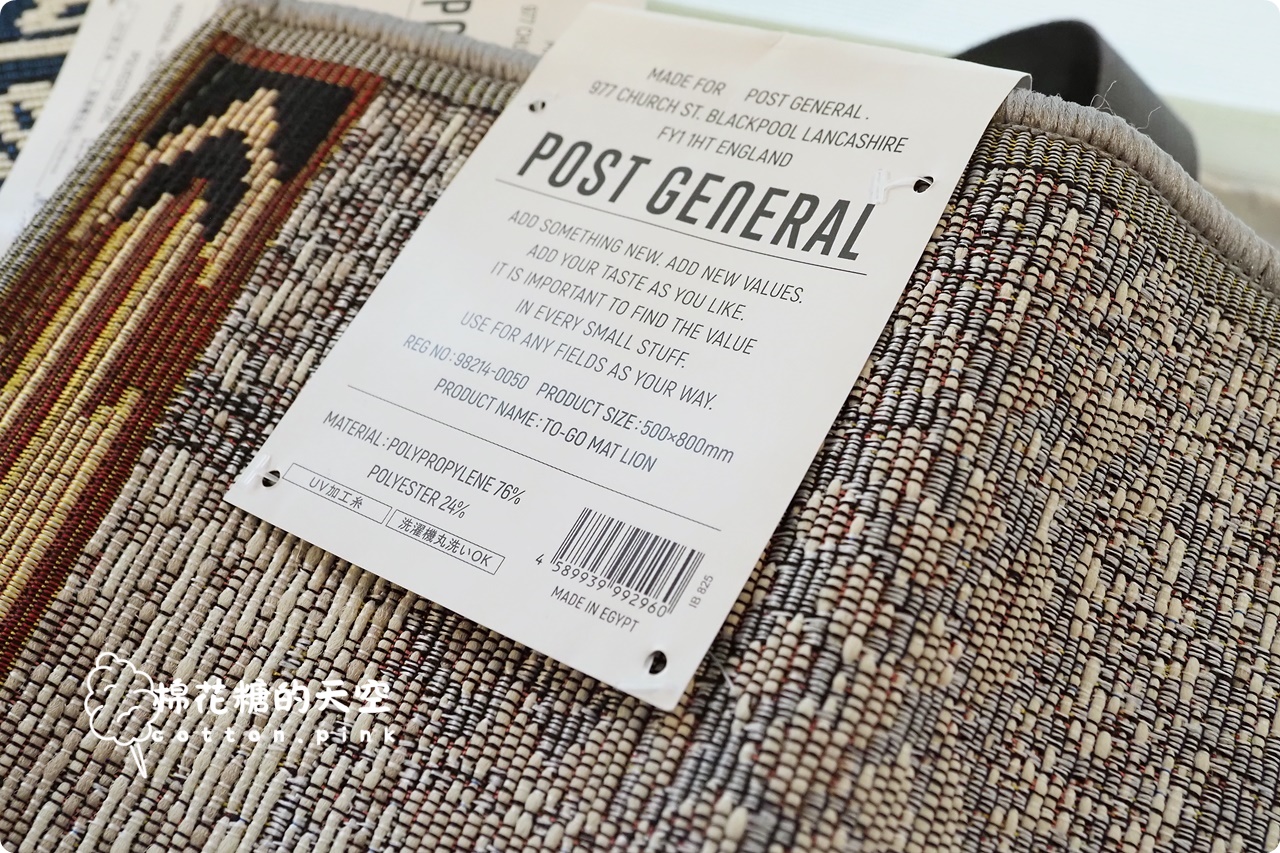 MADE FOR POST GENERAL.
977 CHURCH ST. BLACKPOOL LANCASHIRE
FY1 1HT ENGLAND
POST GENERAL
ADD SOMETHING NEW. ADD NEW VALUES.
ADD YOUR TASTE AS YOU LIKE.
IT IS IMPORTANT TO FIND THE VALUE
IN EVERY SMALL STUFF.
USE FOR ANY FIELDS AS YOUR WAY.
REG NO:98214-0050 PRODUCT SIZE:500×800mm
PRODUCT NAME:TO-GO MAT LION
MATERIAL:POLYPROPYLENE 76%
POLYESTER 24%
UV加工糸
洗濯機丸洗いOK
4 589939 992960
IB 825
MADE IN EGYPT
棉花糖的天空
cotton.pink